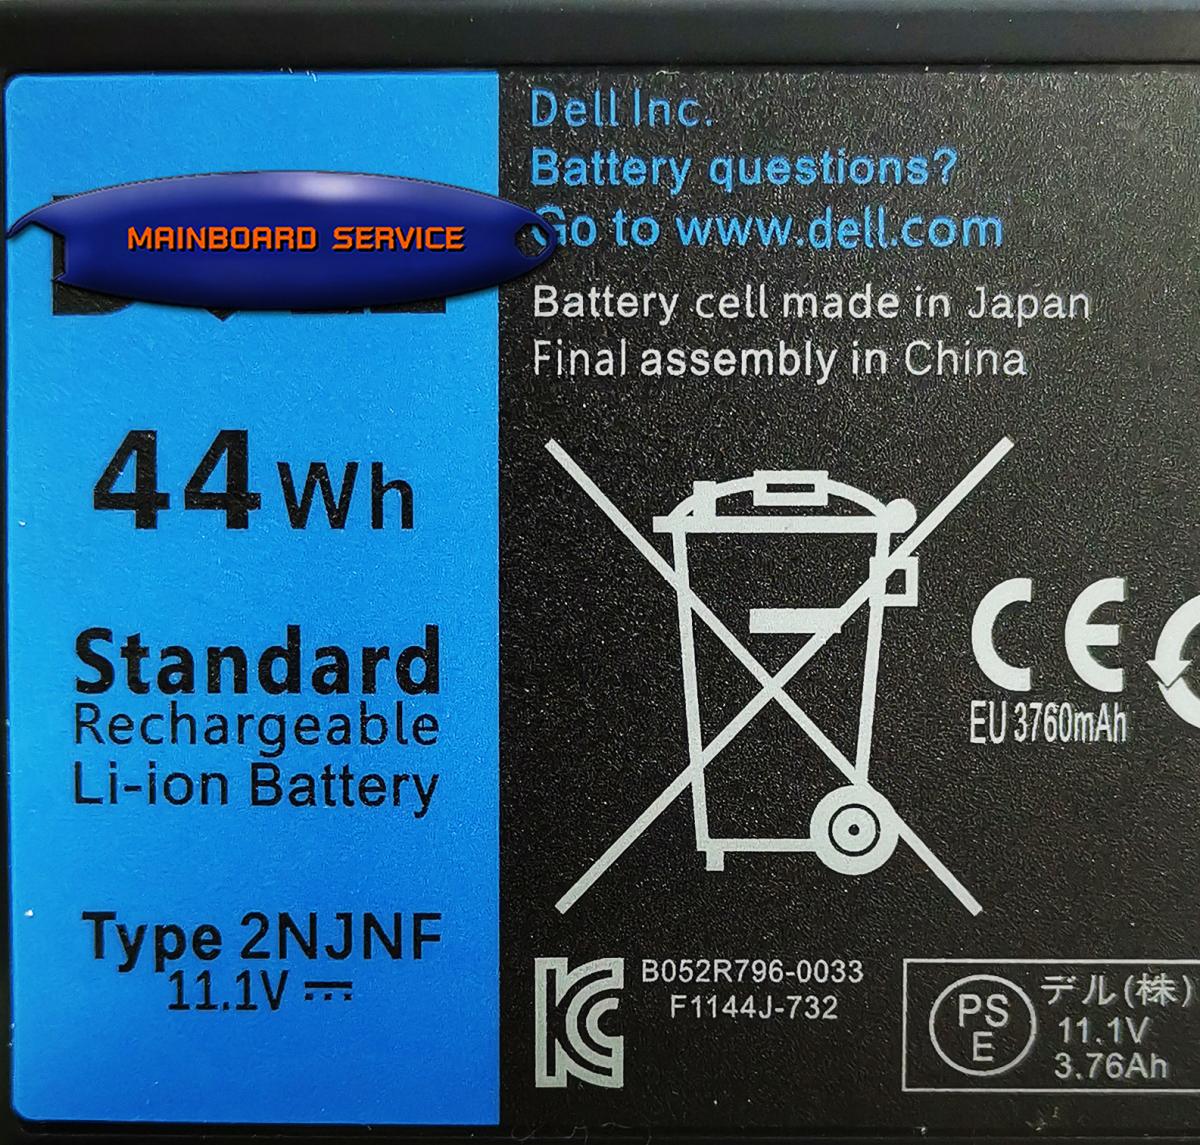 MAINBOARD SERVICE
44 Wh
Standard
Rechargeable
Li-ion Battery
Type 2NJNF
11.1V
Dell Inc.
Battery questions?
Go to www.dell.com
Battery cell made in Japan
Final assembly in China
CE
EU 3760mAh
B052R796-0033
F1144J-732
PS
E
デル(株)
11.1V
3.76Ah